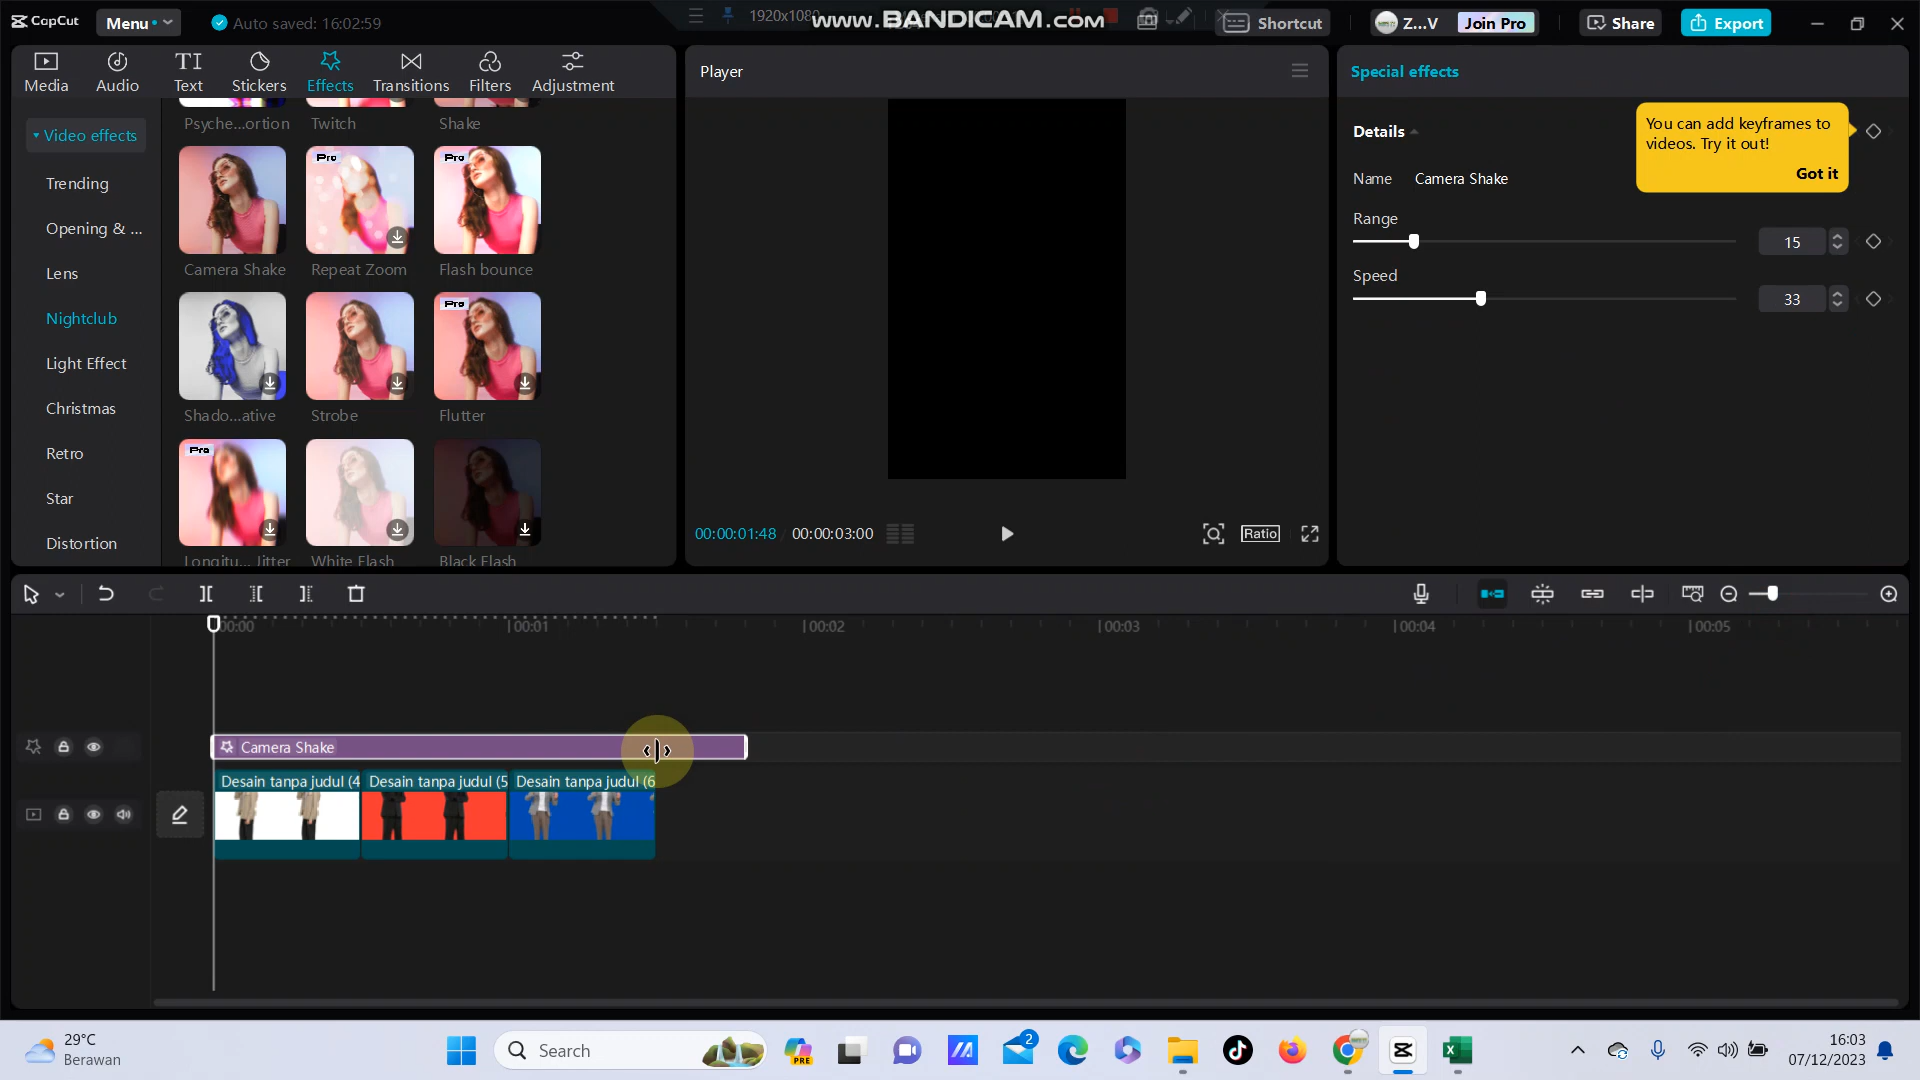 CapCut
Menu
Auto saved: 16:02:59
1920x1080
www.BANDICAM.com
Shortcut
Z...V
Join Pro
Share
Export
Media
Audio
TI
Text
Stickers
Effects
Transitions
Filters
Adjustment
Player
Special effects
Video effects
Trending
Opening & ...
Lens
Nightclub
Light Effect
Christmas
Retro
Star
Distortion
Psyche...ortion
Twitch
Shake
Pro
Pro
Camera Shake
Repeat Zoom
Flash bounce
Pro
Shado...ative
Strobe
Flutter
Pro
Longitu... Jitter
White Flash
Black Flash
00:00:01:48
00:00:03:00
Ratio
Details
You can add keyframes to
videos. Try it out!
Got it
Name
Camera Shake
Range
15
Speed
33
00:00
00:01
00:02
00:03
00:04
00:05
Camera Shake
Desain tanpa judul (4
Desain tanpa judul (5
Desain tanpa judul (6
29°C
Berawan
Search
PRE
2
16:03
07/12/2023